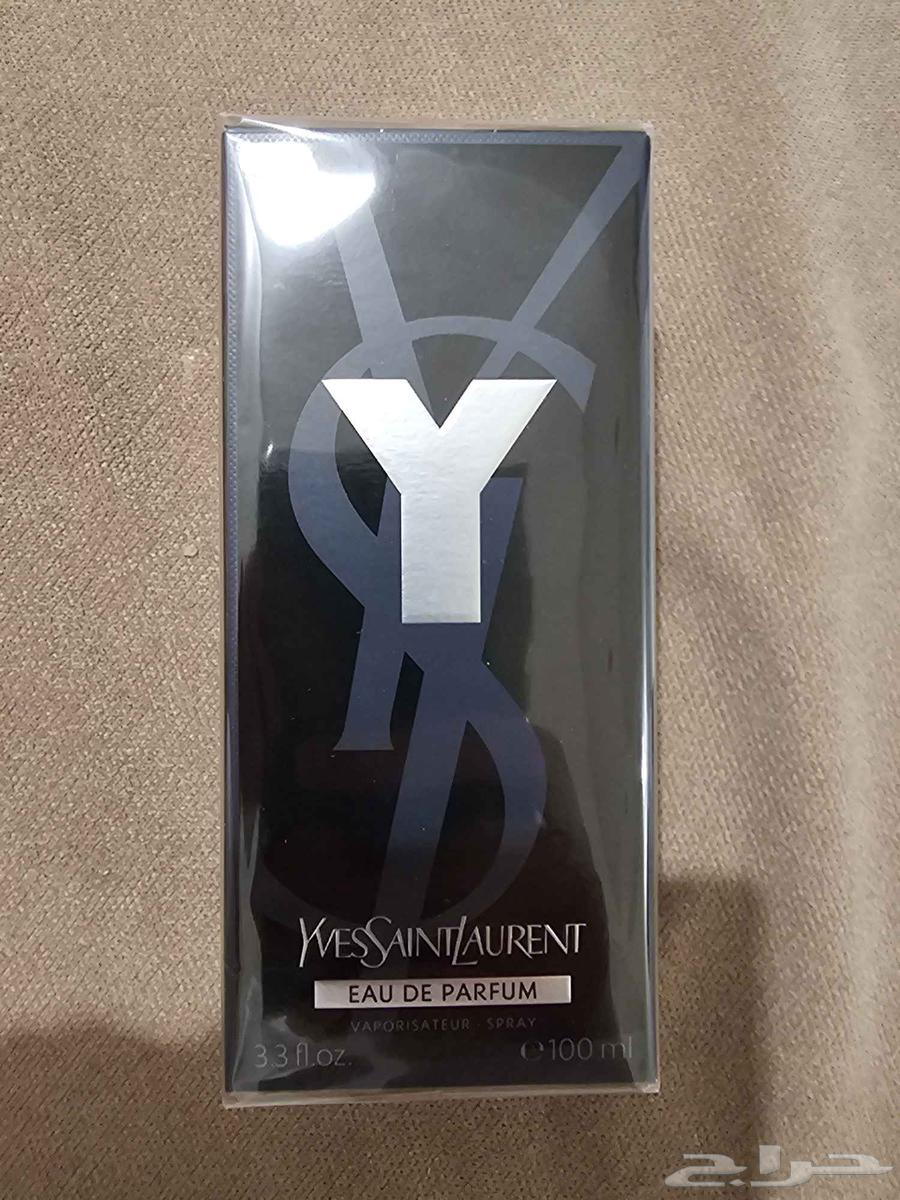 Y
YVESSAINTLAURENT
EAU DE PARFUM
VAPORISATEUR · SPRAY
3.3 fl.oz. ℮100 ml
حراج